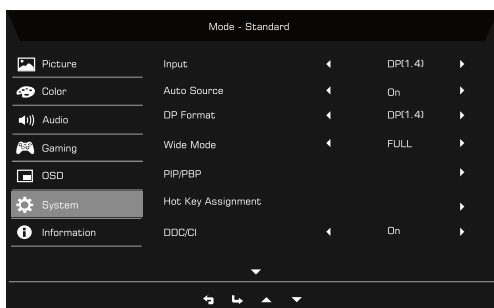 Mode - Standard
Picture
Color
Audio
Gaming
OSD
System
Information
Input DP(1.4)
Auto Source On
DP Format DP(1.4)
Wide Mode FULL
PIP/PBP
Hot Key Assignment
DDC/CI On